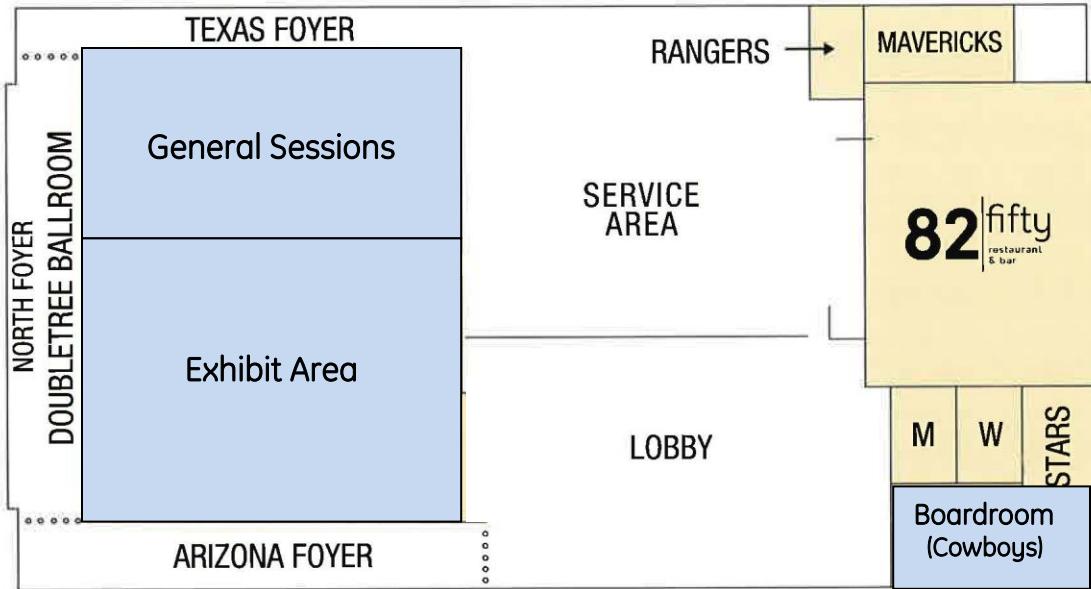 TEXAS FOYER
RANGERS
MAVERICKS
General Sessions
SERVICE
AREA
82 fifty
restaurant
& bar
NORTH FOYER
DOUBLETREE BALLROOM
Exhibit Area
LOBBY
M
W
STARS
Boardroom
(Cowboys)
ARIZONA FOYER